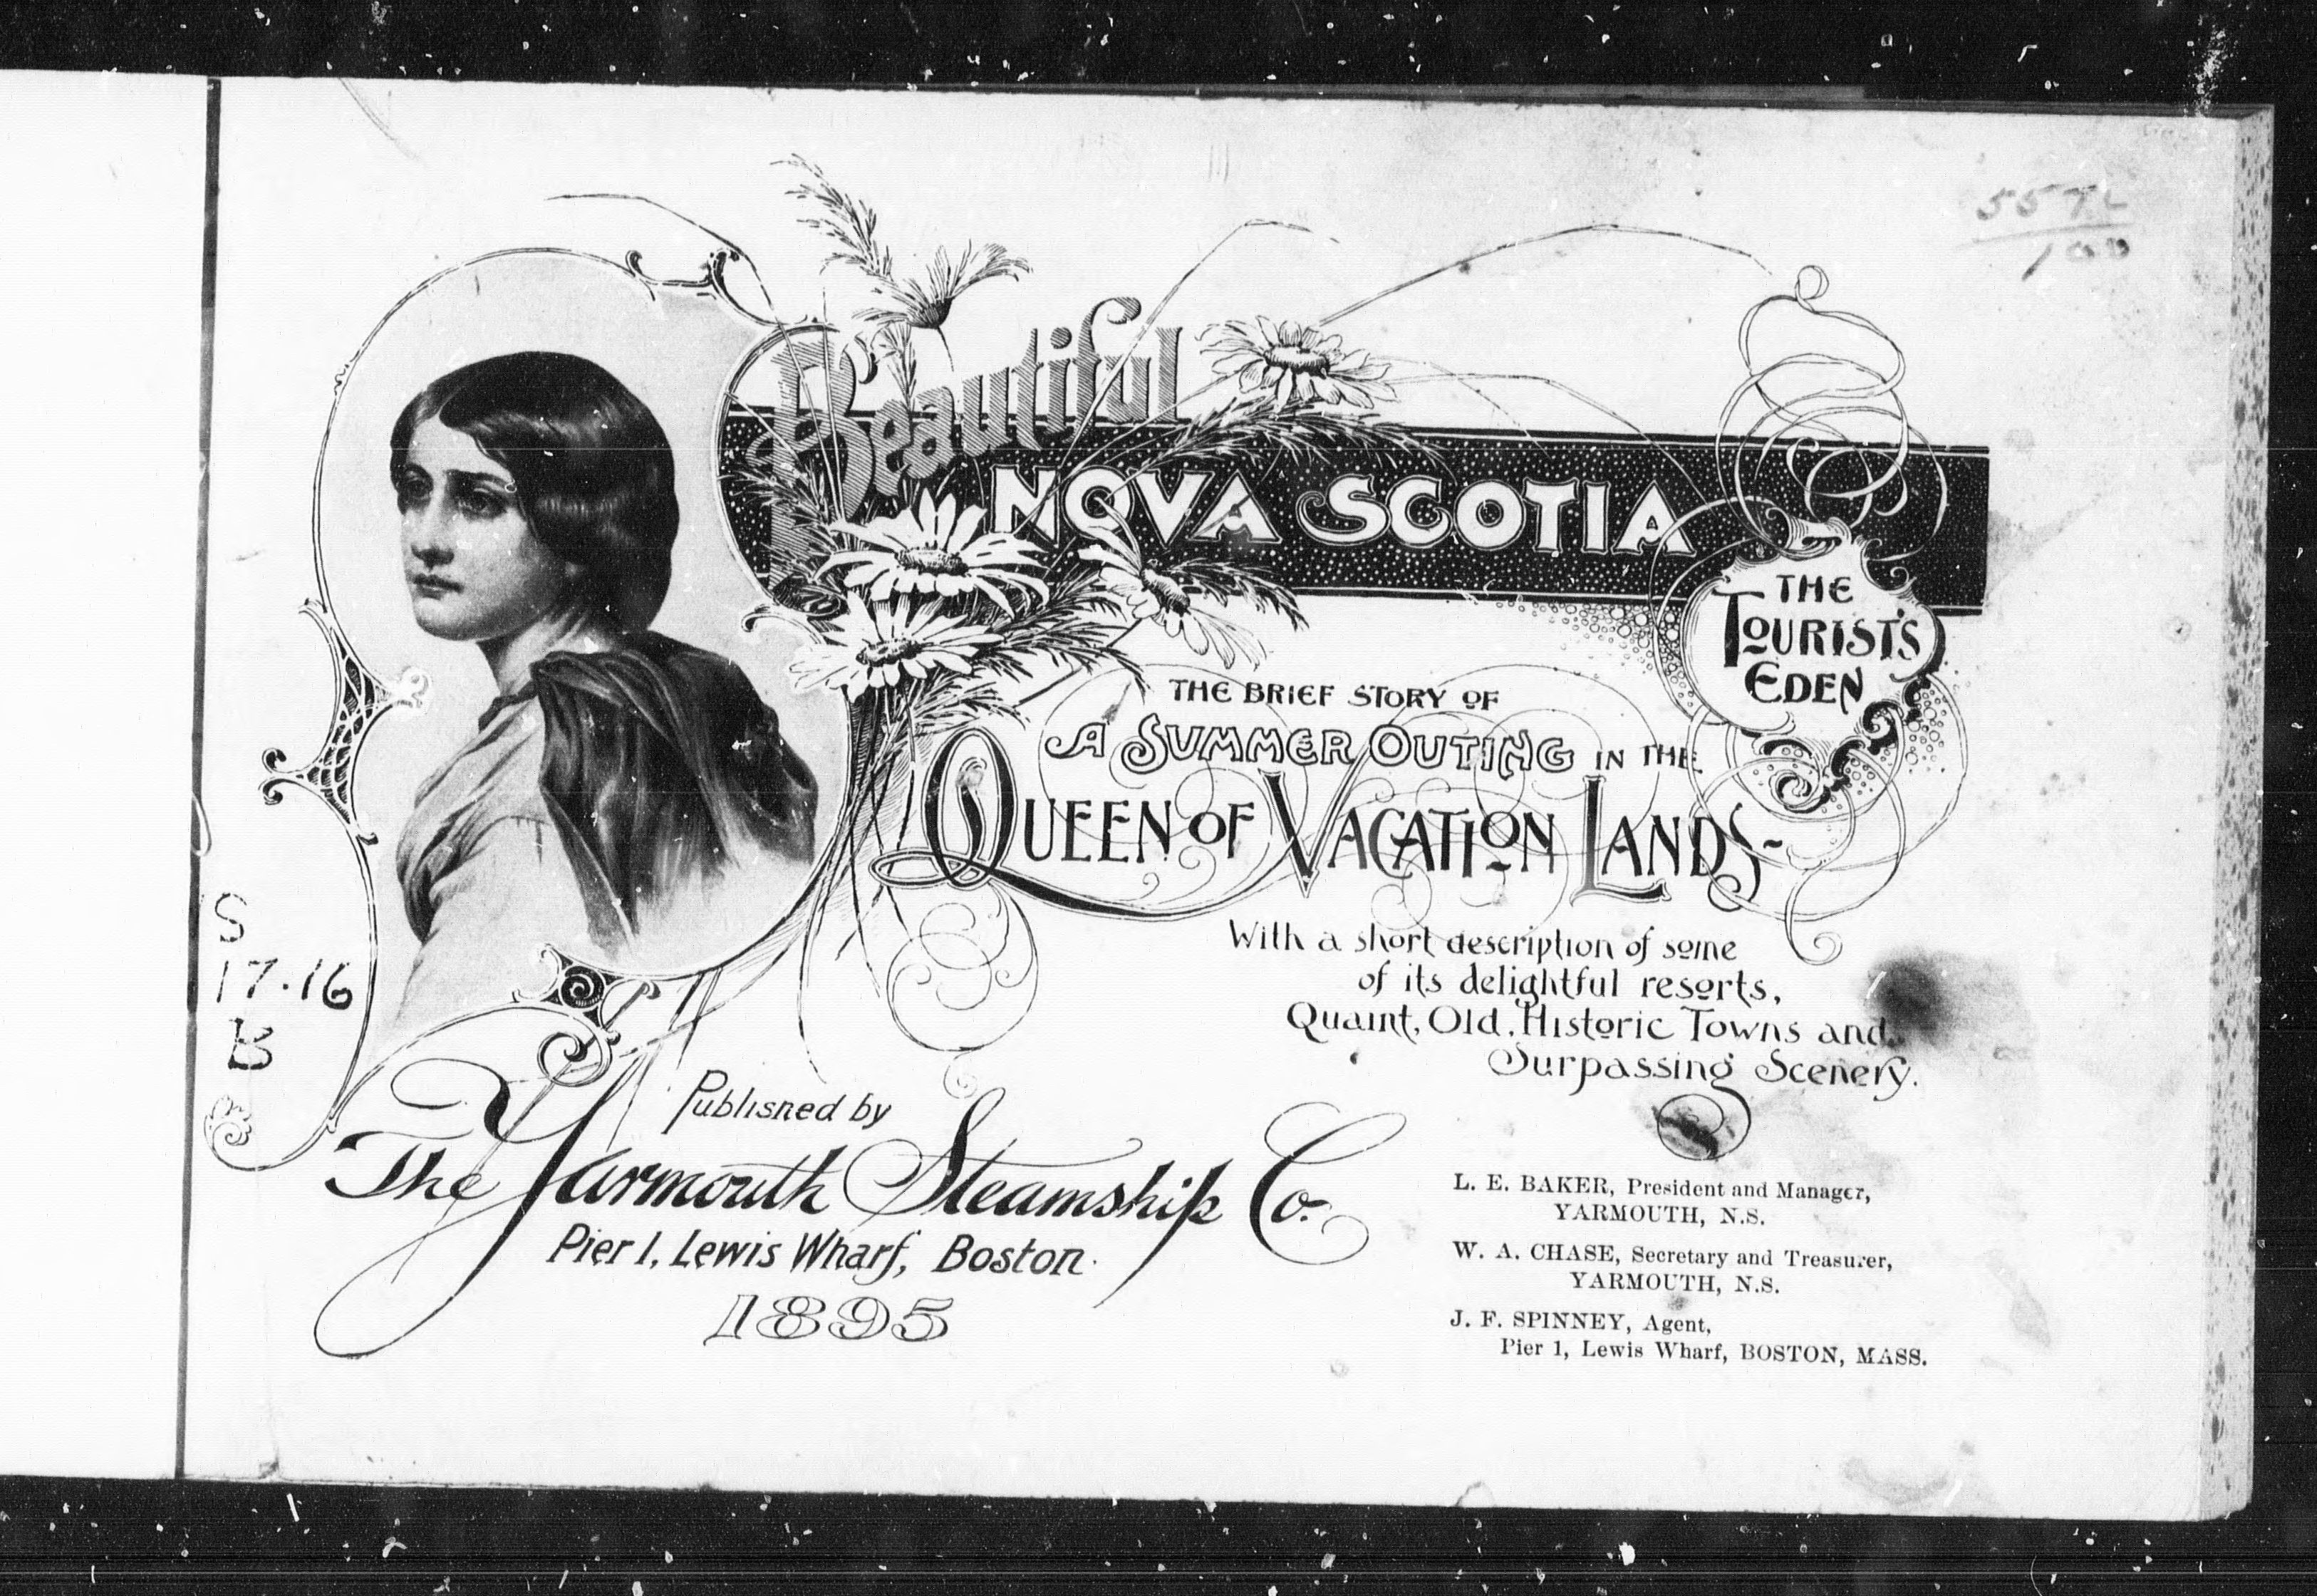 5572
100
Beautiful
NOVA SCOTIA
THE
TOURIST'S
EDEN
THE BRIEF STORY OF
A SUMMER OUTING IN THE
QUEEN OF VACATION LANDS-
With a short description of some
of its delightful resorts,
Quaint, Old, Historic Towns and
Surpassing Scenery.
S
17.16
B
Published by
The Yarmouth Steamship Co.
Pier 1, Lewis Wharf, Boston.
1895
L. E. BAKER, President and Manager,
YARMOUTH, N.S.
W. A. CHASE, Secretary and Treasurer,
YARMOUTH, N.S.
J. F. SPINNEY, Agent,
Pier 1, Lewis Wharf, BOSTON, MASS.